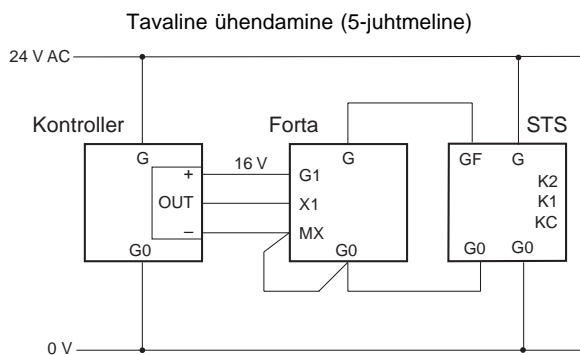 Tavaline ühendamine (5-juhtmeline)
24 V AC
Kontroller
Forta
STS
G
G
GF
G
+
16 V
G1
K2
OUT
X1
K1
–
MX
KC
G0
G0
G0
G0
0 V